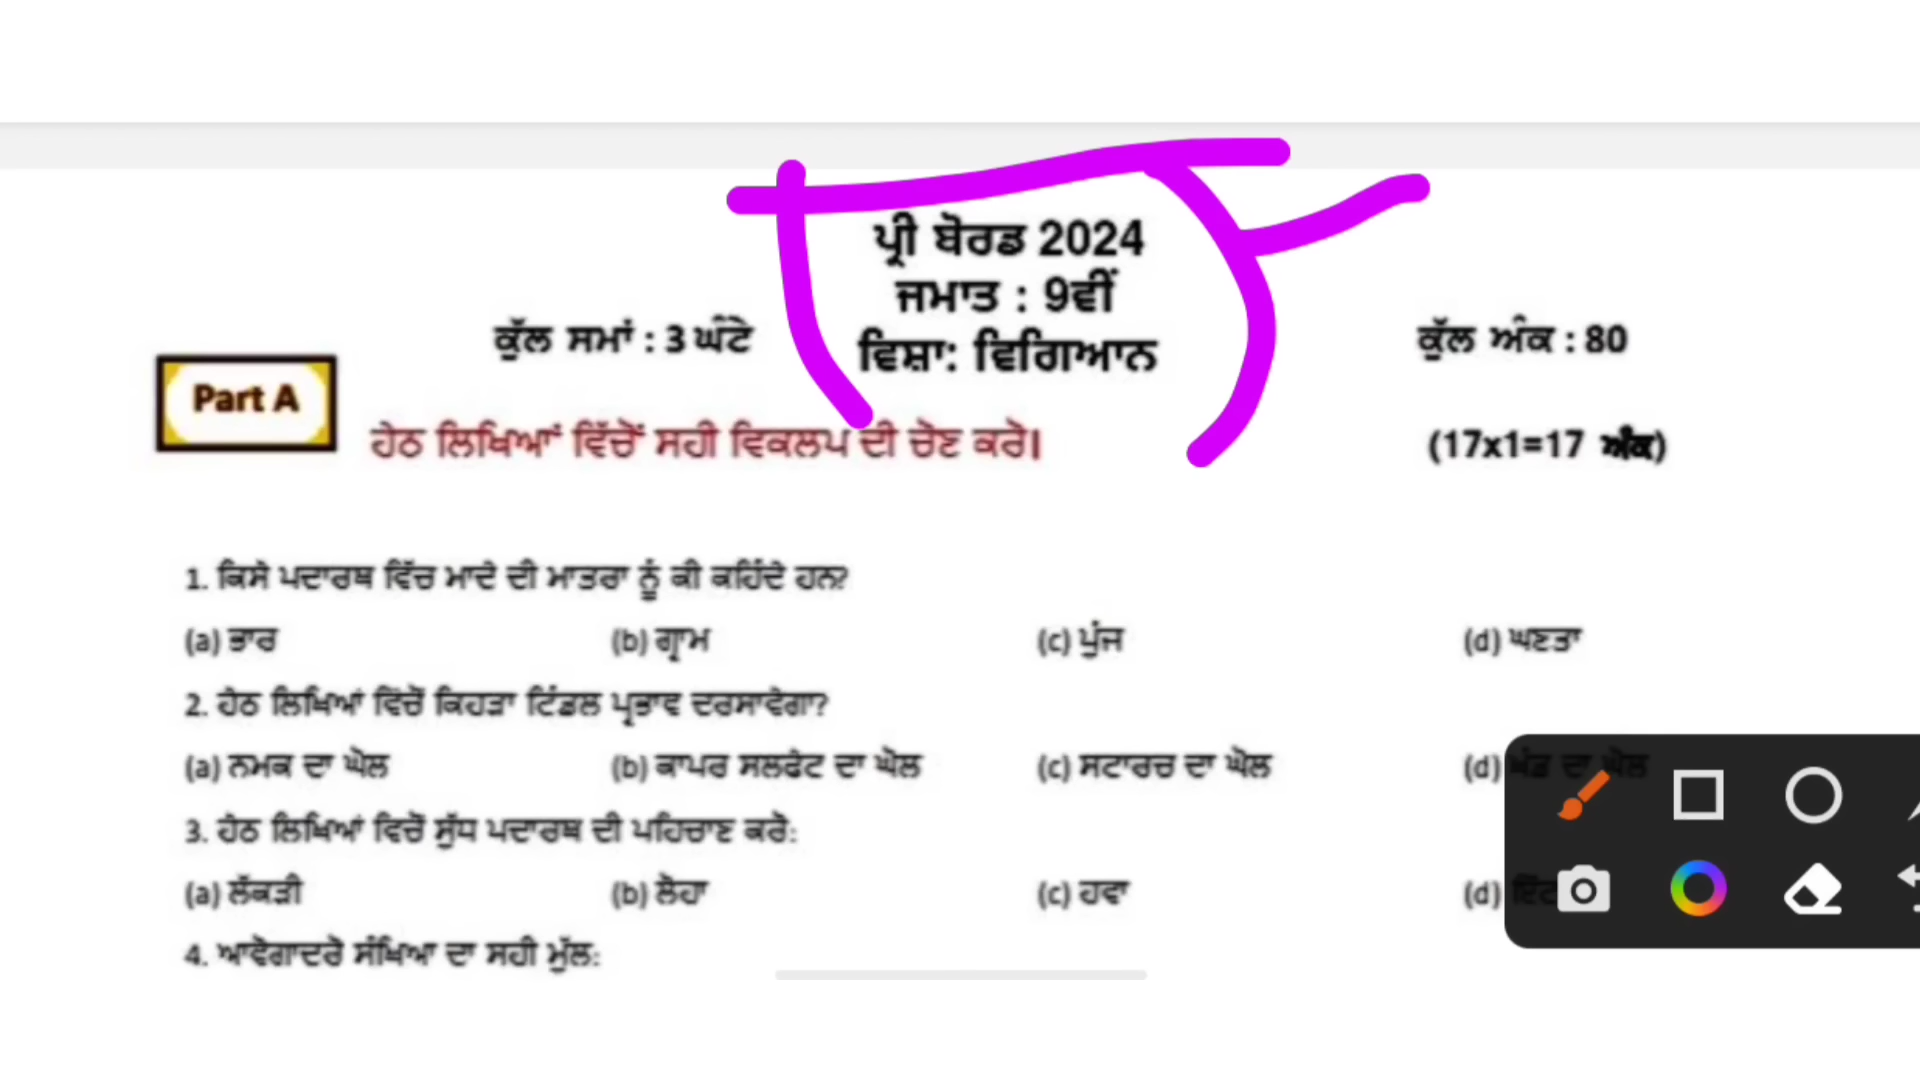 ਪ੍ਰੀ ਬੋਰਡ 2024
ਜਮਾਤ : 9ਵੀਂ
ਕੁੱਲ ਸਮਾਂ : 3 ਘੰਟੇ
ਵਿਸ਼ਾ: ਵਿਗਿਆਨ
ਕੁੱਲ ਅੰਕ : 80
Part A
ਹੇਠ ਲਿਖਿਆਂ ਵਿੱਚੋਂ ਸਹੀ ਵਿਕਲਪ ਦੀ ਚੋਣ ਕਰੋ।
(17x1=17 ਅੰਕ)
1. ਕਿਸੇ ਪਦਾਰਥ ਵਿੱਚ ਮਾਦੇ ਦੀ ਮਾਤਰਾ ਨੂੰ ਕੀ ਕਹਿੰਦੇ ਹਨ?
(a) ਭਾਰ (b) ਗ੍ਰਾਮ (c) ਪੁੰਜ (d) ਘਣਤਾ
2. ਹੇਠ ਲਿਖਿਆਂ ਵਿੱਚੋਂ ਕਿਹੜਾ ਟਿੰਡਲ ਪ੍ਰਭਾਵ ਦਰਸਾਵੇਗਾ?
(a) ਨਮਕ ਦਾ ਘੋਲ (b) ਕਾਪਰ ਸਲਫੇਟ ਦਾ ਘੋਲ (c) ਸਟਾਰਚ ਦਾ ਘੋਲ (d) ਖੰਡ ਦਾ ਘੋਲ
3. ਹੇਠ ਲਿਖਿਆਂ ਵਿਚੋਂ ਸ਼ੁੱਧ ਪਦਾਰਥ ਦੀ ਪਹਿਚਾਣ ਕਰੋ:
(a) ਲੱਕੜੀ (b) ਲੋਹਾ (c) ਹਵਾ (d)
4. ਆਵੋਗਾਦਰੋ ਸੰਖਿਆ ਦਾ ਸਹੀ ਮੁੱਲ: